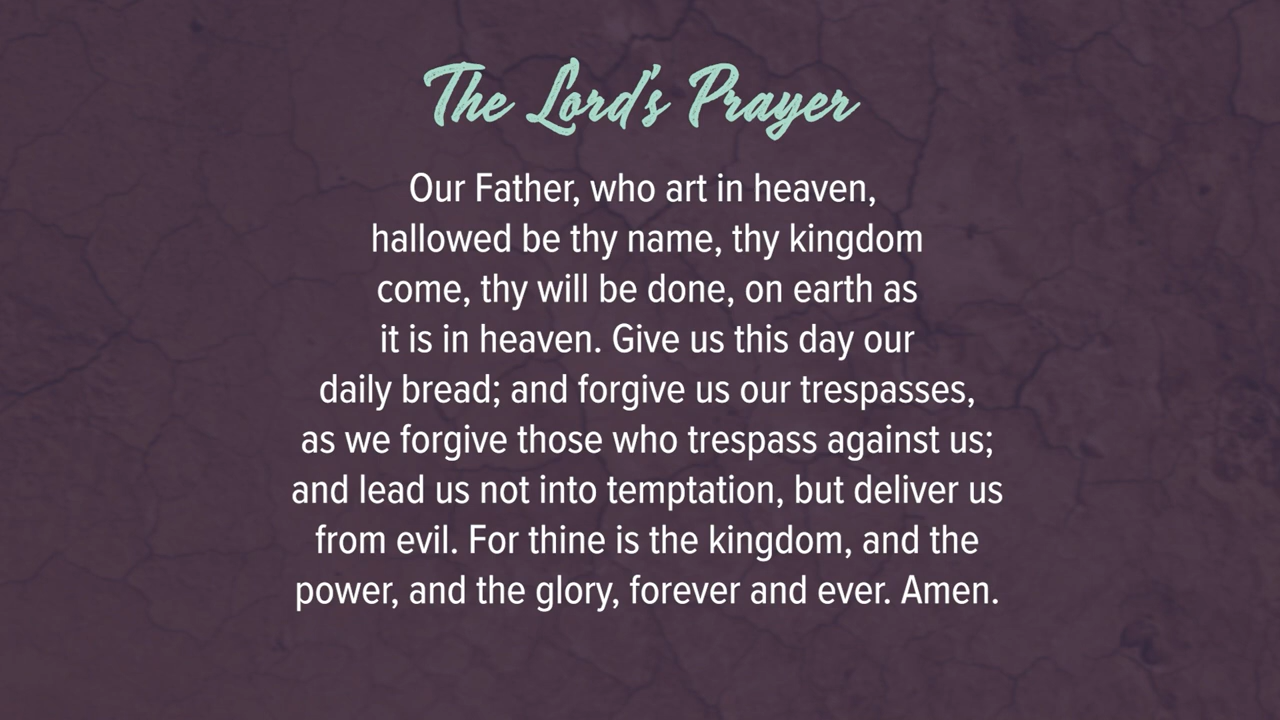 The Lord's Prayer
Our Father, who art in heaven,
hallowed be thy name, thy kingdom
come, thy will be done, on earth as
it is in heaven. Give us this day our
daily bread; and forgive us our trespasses,
as we forgive those who trespass against us;
and lead us not into temptation, but deliver us
from evil. For thine is the kingdom, and the
power, and the glory, forever and ever. Amen.